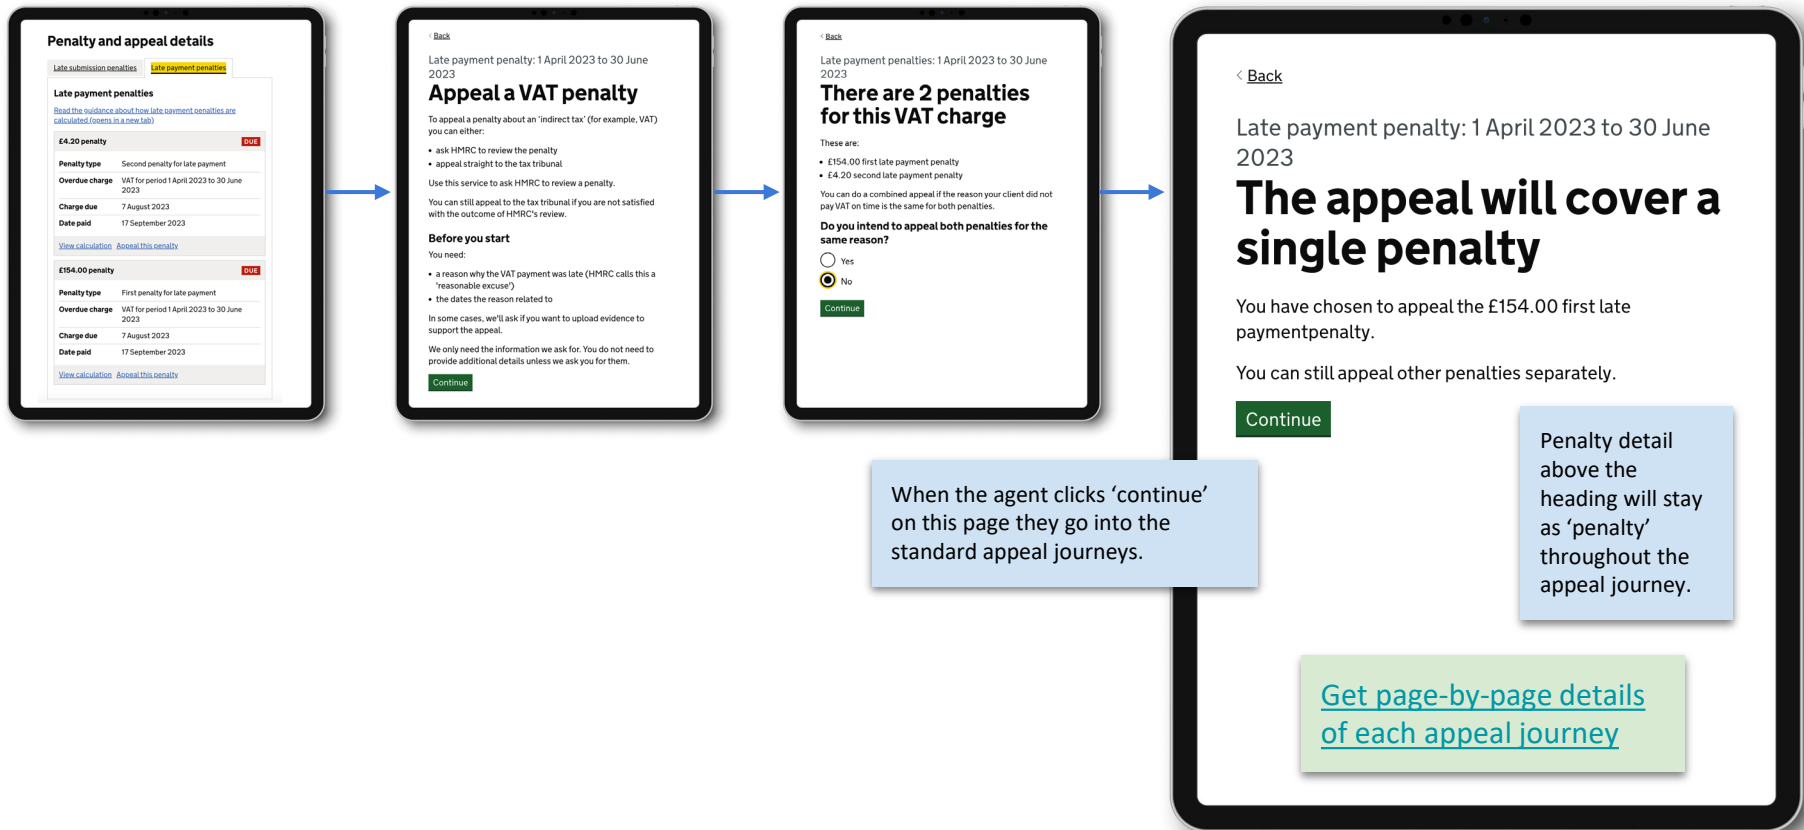 Penalty and appeal details
Late submission penalties
Late payment penalties
Late payment penalties
Read the guidance about how late payment penalties are
calculated (opens in a new tab)
£4.20 penalty DUE
Penalty type Second penalty for late payment
Overdue charge VAT for period 1 April 2023 to 30 June
2023
Charge due 7 August 2023
Date paid 17 September 2023
View calculation Appeal this penalty
£154.00 penalty DUE
Penalty type First penalty for late payment
Overdue charge VAT for period 1 April 2023 to 30 June
2023
Charge due 7 August 2023
Date paid 17 September 2023
View calculation Appeal this penalty
< Back
Late payment penalty: 1 April 2023 to 30 June
2023
Appeal a VAT penalty
To appeal a penalty about an 'indirect tax' (for example, VAT)
you can either:
• ask HMRC to review the penalty
• appeal straight to the tax tribunal
Use this service to ask HMRC to review a penalty.
You can still appeal to the tax tribunal if you are not satisfied
with the outcome of HMRC's review.
Before you start
You need:
• a reason why the VAT payment was late (HMRC calls this a
'reasonable excuse')
• the dates the reason related to
In some cases, we'll ask if you want to upload evidence to
support the appeal.
We only need the information we ask for. You do not need to
provide additional details unless we ask you for them.
Continue
< Back
Late payment penalties: 1 April 2023 to 30 June
2023
There are 2 penalties
for this VAT charge
These are:
• £154.00 first late payment penalty
• £4.20 second late payment penalty
You can do a combined appeal if the reason your client did not
pay VAT on time is the same for both penalties.
Do you intend to appeal both penalties for the
same reason?
Yes
No
Continue
< Back
Late payment penalty: 1 April 2023 to 30 June
2023
The appeal will cover a
single penalty
You have chosen to appeal the £154.00 first late
paymentpenalty.
You can still appeal other penalties separately.
Continue
When the agent clicks ‘continue’
on this page they go into the
standard appeal journeys.
Penalty detail
above the
heading will stay
as ‘penalty’
throughout the
appeal journey.
Get page-by-page details
of each appeal journey